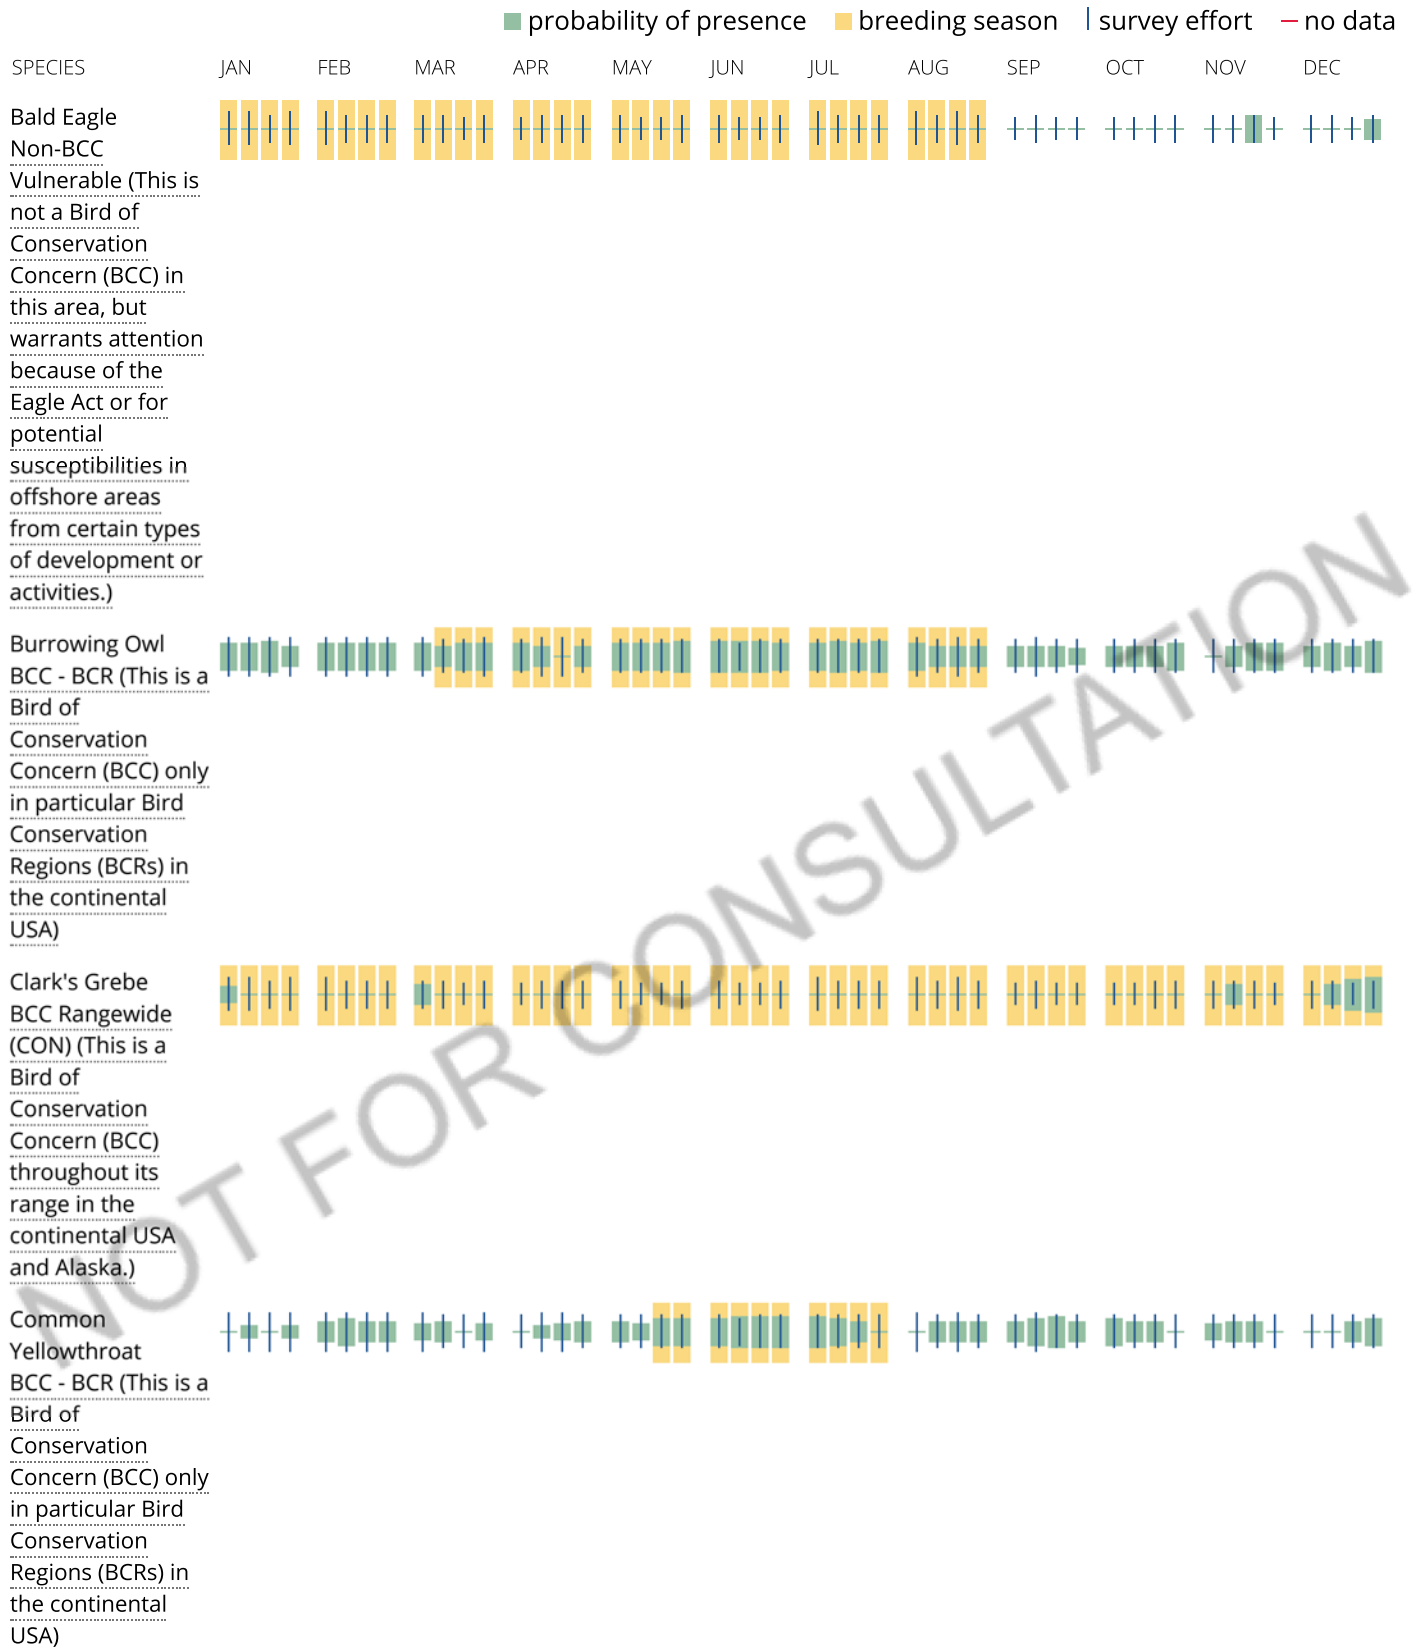 probability of presence breeding season survey effort no data
SPECIES JAN FEB MAR APR MAY JUN JUL AUG SEP OCT NOV DEC
Bald Eagle
Non-BCC
Vulnerable (This is
not a Bird of
Conservation
Concern (BCC) in
this area, but
warrants attention
because of the
Eagle Act or for
potential
susceptibilities in
offshore areas
from certain types
of development or
activities.)
Burrowing Owl
BCC - BCR (This is a
Bird of
Conservation
Concern (BCC) only
in particular Bird
Conservation
Regions (BCRs) in
the continental
USA)
Clark's Grebe
BCC Rangewide
(CON) (This is a
Bird of
Conservation
Concern (BCC)
throughout its
range in the
continental USA
and Alaska.)
Common
Yellowthroat
BCC - BCR (This is a
Bird of
Conservation
Concern (BCC) only
in particular Bird
Conservation
Regions (BCRs) in
the continental
USA)
NOT FOR CONSULTATION